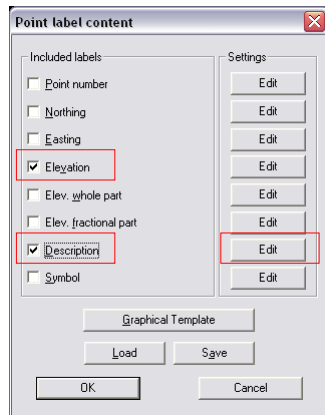 Point label content
Included labels
Settings
Point number Edit
Northing Edit
Easting Edit
Elevation Edit
Elev. whole part Edit
Elev. fractional part Edit
Description Edit
Symbol Edit
Graphical Template
Load Save
OK Cancel